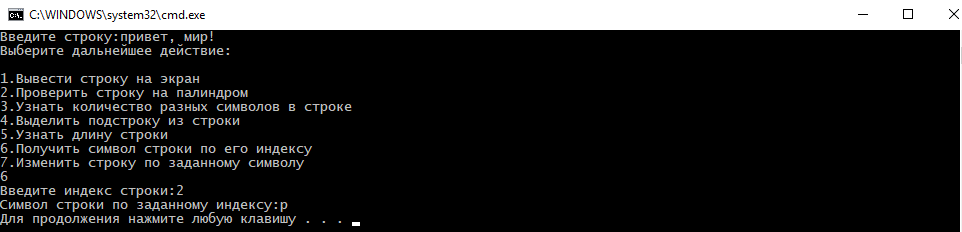 C:\WINDOWS\system32\cmd.exe
Введите строку:привет, мир!
Выберите дальнейшее действие:
1.Вывести строку на экран
2.Проверить строку на палиндром
3.Узнать количество разных символов в строке
4.Выделить подстроку из строки
5.Узнать длину строки
6.Получить символ строки по его индексу
7.Изменить строку по заданному символу
6
Введите индекс строки:2
Символ строки по заданному индексу:р
Для продолжения нажмите любую клавишу . . .